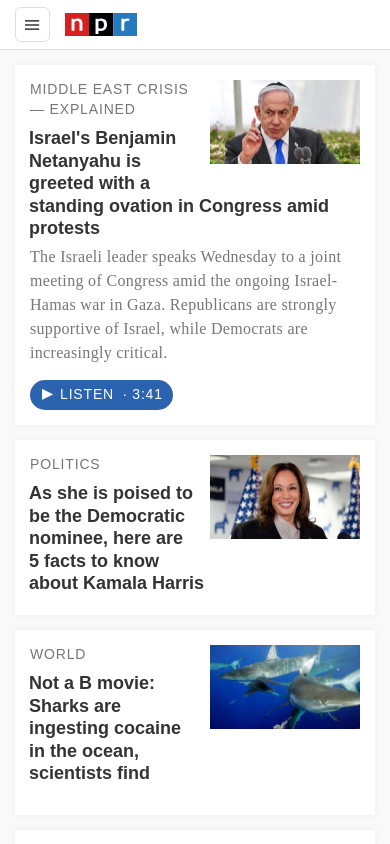 npr
MIDDLE EAST CRISIS
— EXPLAINED
Israel's Benjamin
Netanyahu is
greeted with a
standing ovation in Congress amid
protests
The Israeli leader speaks Wednesday to a joint
meeting of Congress amid the ongoing Israel-
Hamas war in Gaza. Republicans are strongly
supportive of Israel, while Democrats are
increasingly critical.
LISTEN · 3:41
POLITICS
As she is poised to
be the Democratic
nominee, here are
5 facts to know
about Kamala Harris
WORLD
Not a B movie:
Sharks are
ingesting cocaine
in the ocean,
scientists find